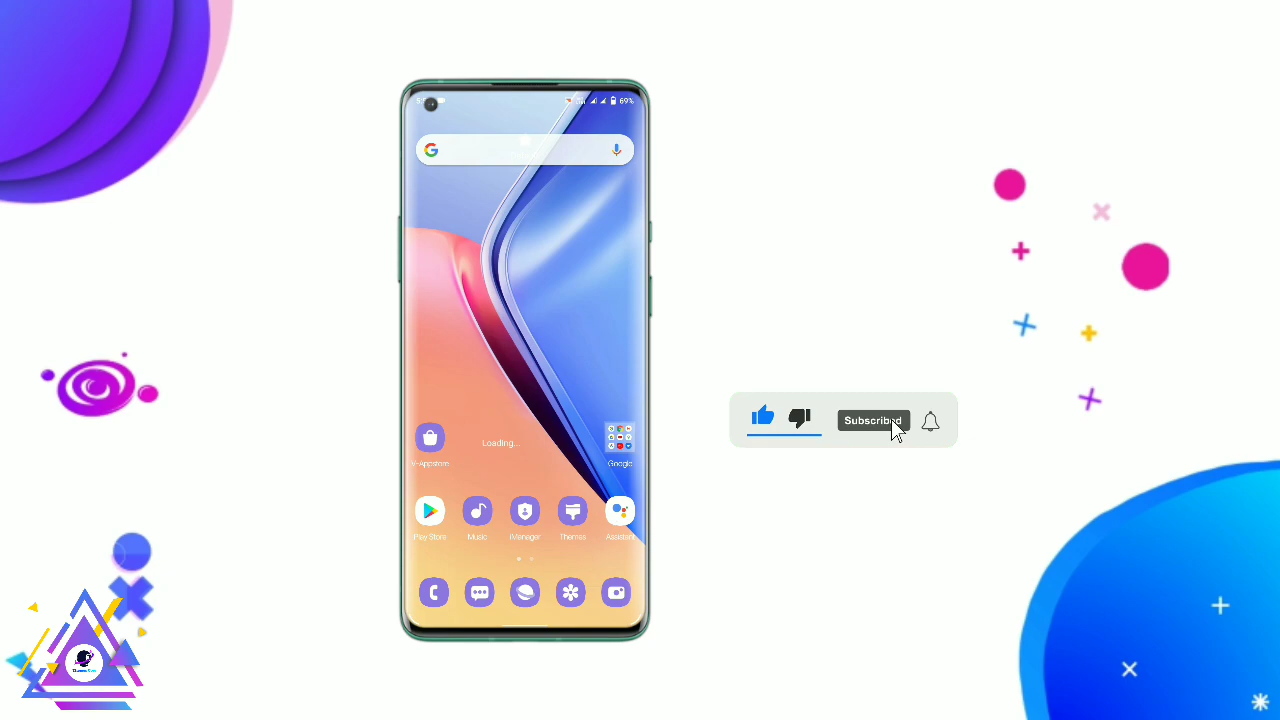 69%
Subscribed
Loading...
V-Appstore
Google
Play Store
Music
iManager
Themes
Assistant